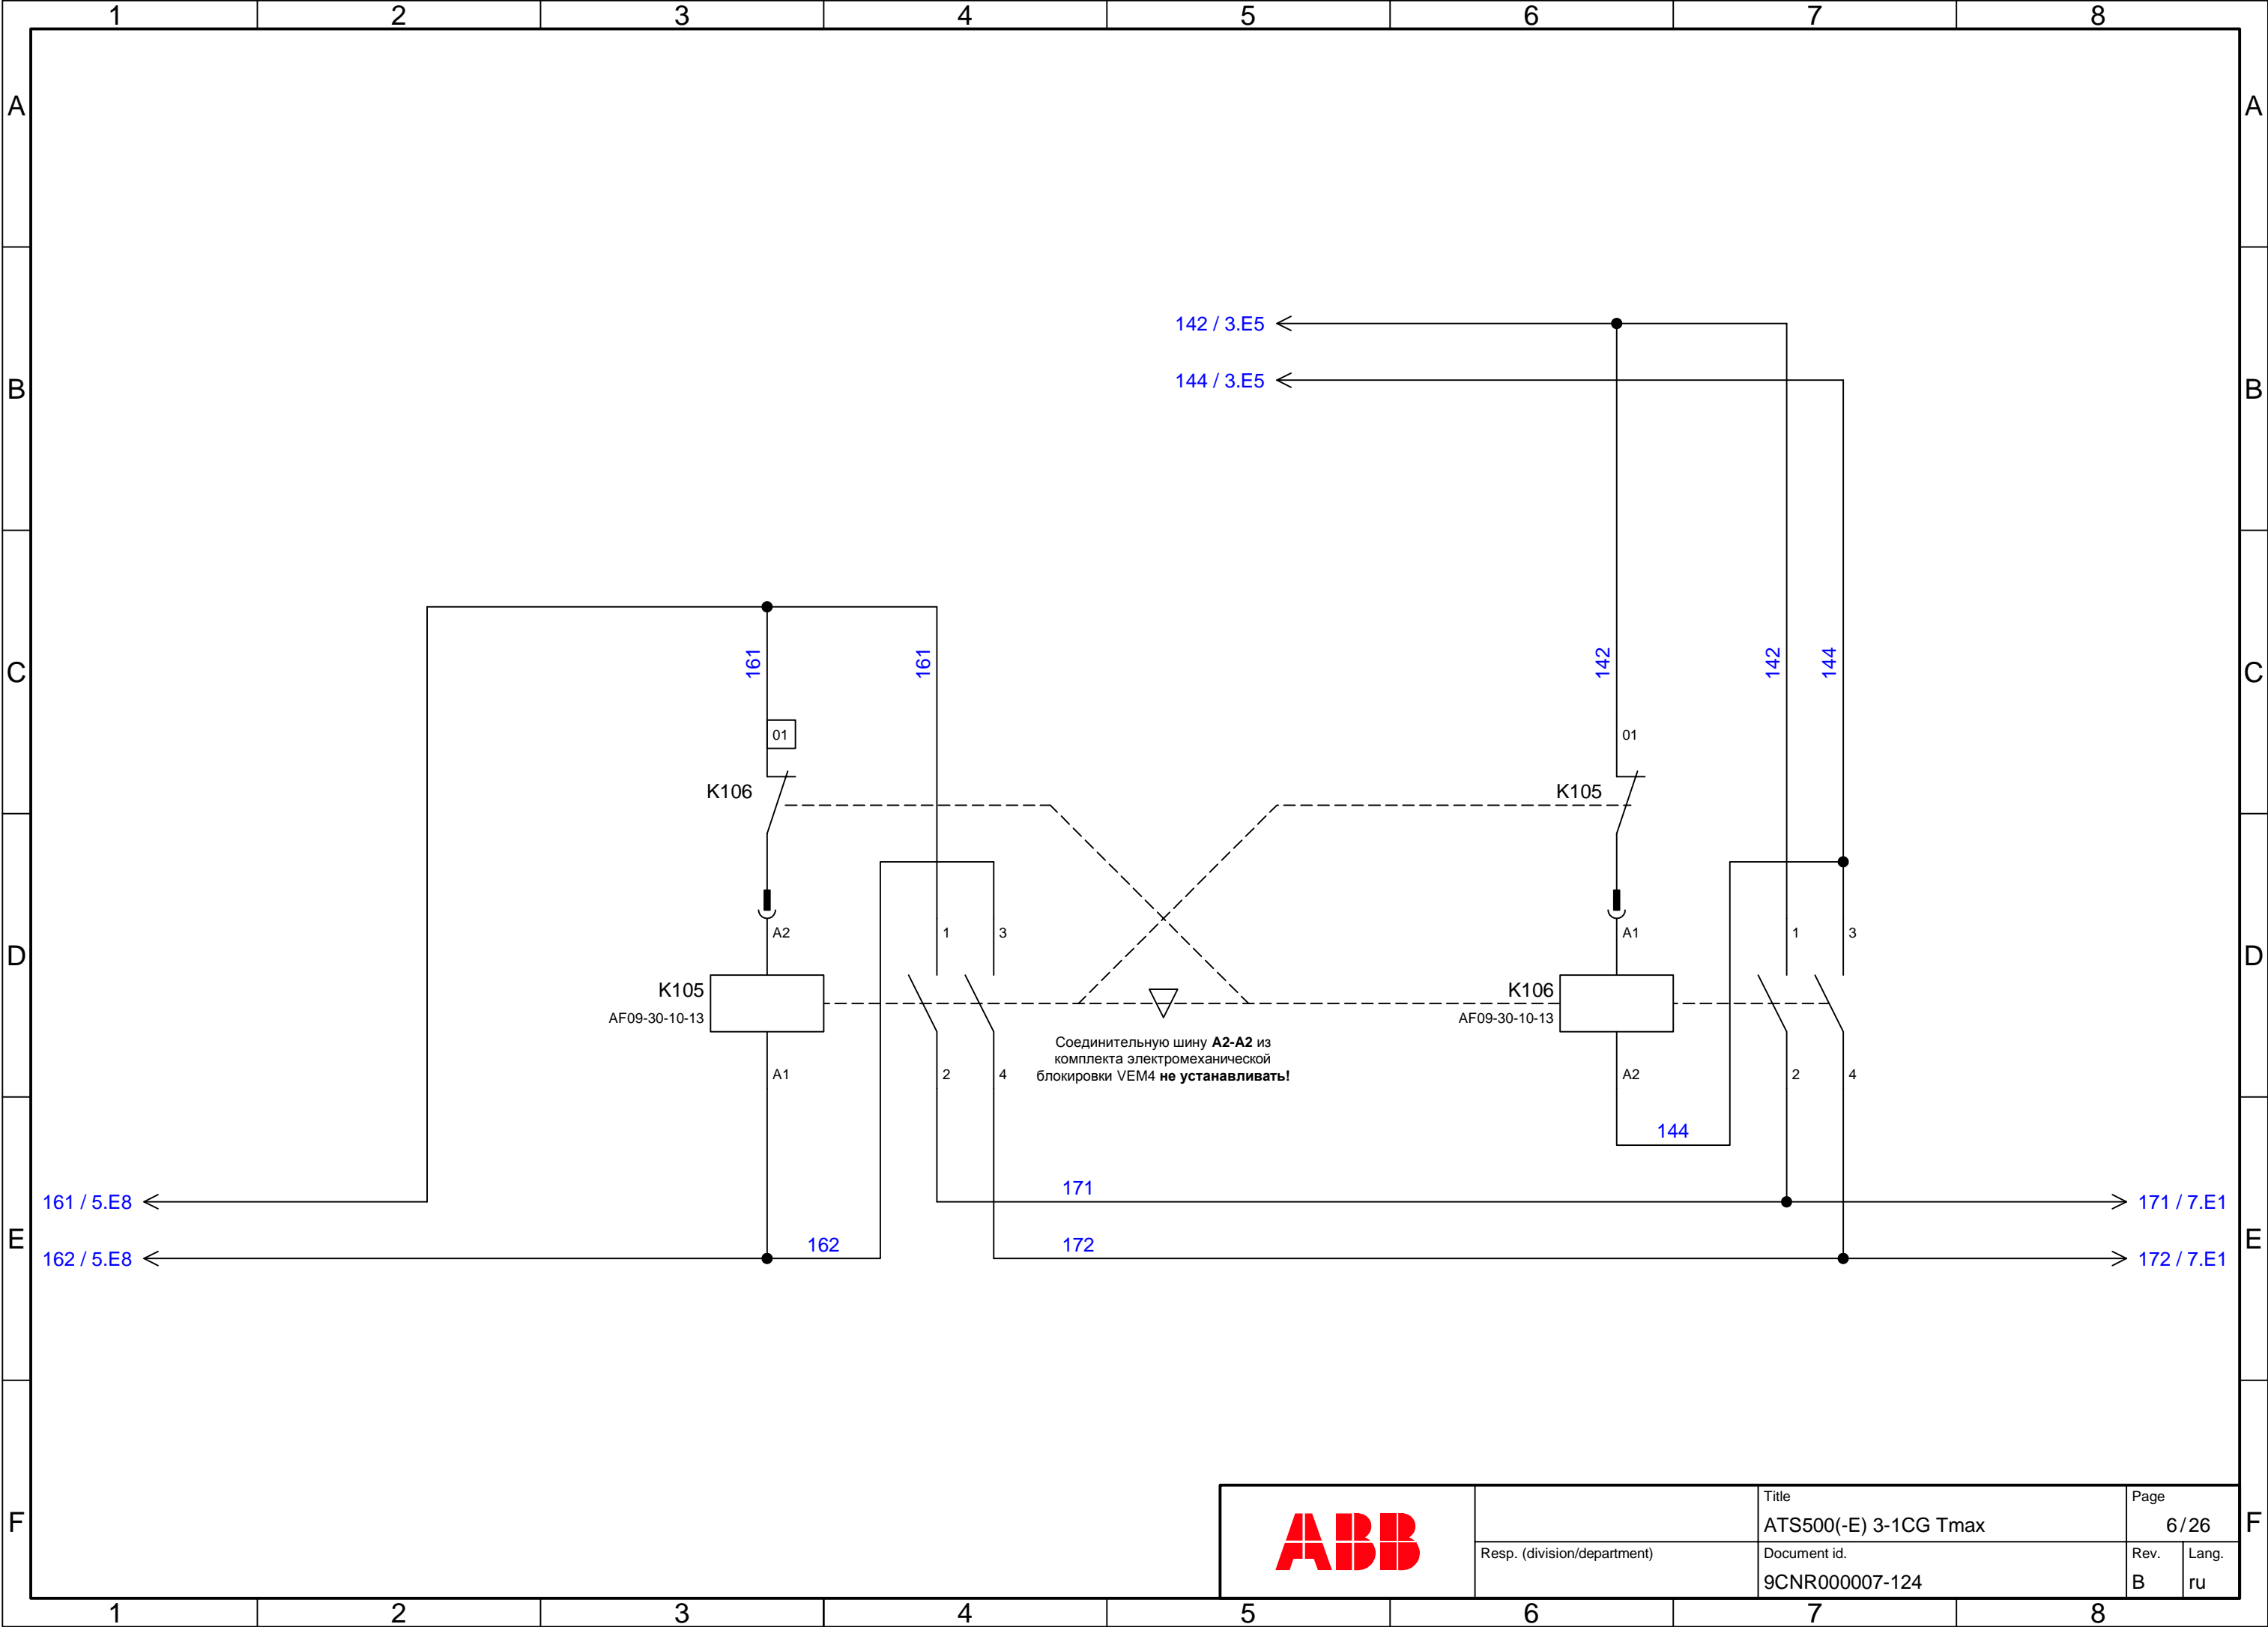 1 2 3 4 5 6 7 8
A A
142 / 3.E5
144 / 3.E5
B B
161 161 142 142 144
C C
01 01
K106 K105
A2 1 3 A1 1 3
D D
K105 K106
AF09-30-10-13 AF09-30-10-13
Соединительную шину A2-A2 из
комплекта электромеханической
блокировки VEM4 не устанавливать!
A1 2 4 A2 2 4
144
171
161 / 5.E8 171 / 7.E1
E E
162 172
162 / 5.E8 172 / 7.E1
Title Page
F F
ABB
ATS500(-E) 3-1CG Tmax 6/26
Resp. (division/department) Document id. Rev. Lang.
9CNR000007-124 B ru
1 2 3 4 5 6 7 8